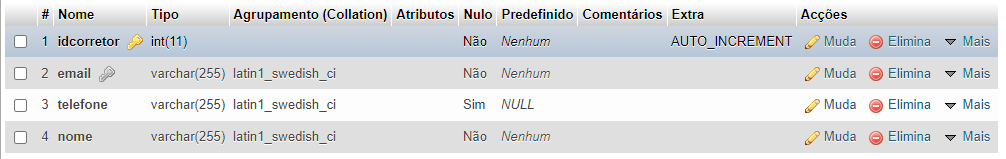 # Nome Tipo Agrupamento (Collation) Atributos Nulo Predefinido Comentários Extra Acções
1 idcorretor int(11) Não Nenhum AUTO_INCREMENT Muda Elimina Mais
2 email varchar(255) latin1_swedish_ci Não Nenhum Muda Elimina Mais
3 telefone varchar(255) latin1_swedish_ci Sim NULL Muda Elimina Mais
4 nome varchar(255) latin1_swedish_ci Não Nenhum Muda Elimina Mais